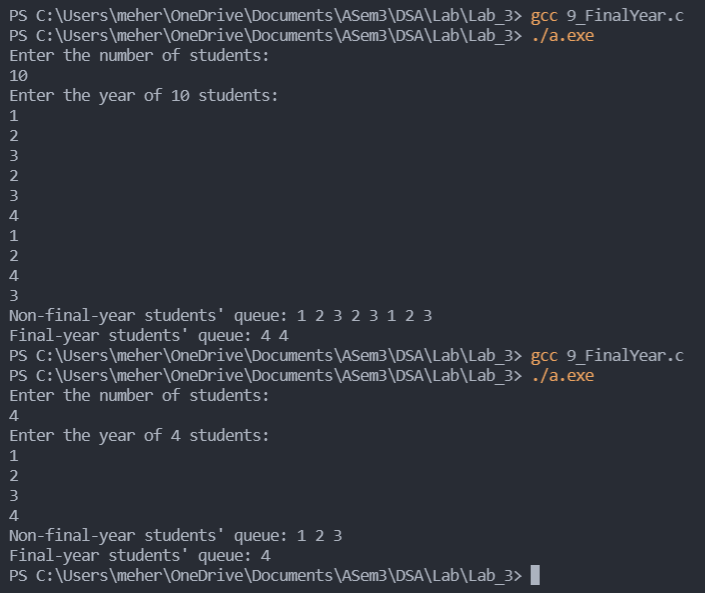 PS C:\Users\meher\OneDrive\Documents\ASem3\DSA\Lab\Lab_3> gcc 9_FinalYear.c
PS C:\Users\meher\OneDrive\Documents\ASem3\DSA\Lab\Lab_3> ./a.exe
Enter the number of students:
10
Enter the year of 10 students:
1
2
3
2
3
4
1
2
4
3
Non-final-year students' queue: 1 2 3 2 3 1 2 3
Final-year students' queue: 4 4
PS C:\Users\meher\OneDrive\Documents\ASem3\DSA\Lab\Lab_3> gcc 9_FinalYear.c
PS C:\Users\meher\OneDrive\Documents\ASem3\DSA\Lab\Lab_3> ./a.exe
Enter the number of students:
4
Enter the year of 4 students:
1
2
3
4
Non-final-year students' queue: 1 2 3
Final-year students' queue: 4
PS C:\Users\meher\OneDrive\Documents\ASem3\DSA\Lab\Lab_3>